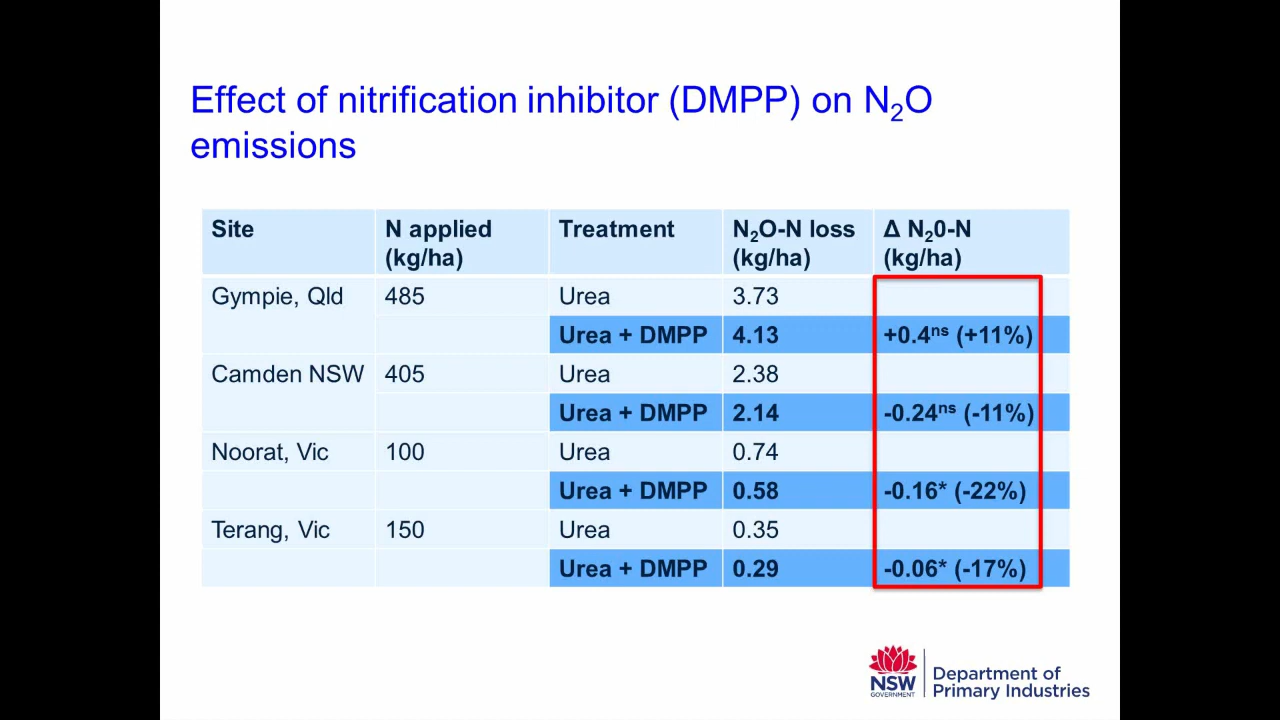 Effect of nitrification inhibitor (DMPP) on N₂O
emissions
Site N applied (kg/ha) Treatment N₂O-N loss (kg/ha) Δ N₂0-N (kg/ha)
Gympie, Qld 485 Urea 3.73
Urea + DMPP 4.13 +0.4ⁿˢ (+11%)
Camden NSW 405 Urea 2.38
Urea + DMPP 2.14 -0.24ⁿˢ (-11%)
Noorat, Vic 100 Urea 0.74
Urea + DMPP 0.58 -0.16* (-22%)
Terang, Vic 150 Urea 0.35
Urea + DMPP 0.29 -0.06* (-17%)
NSW
GOVERNMENT
Department of
Primary Industries